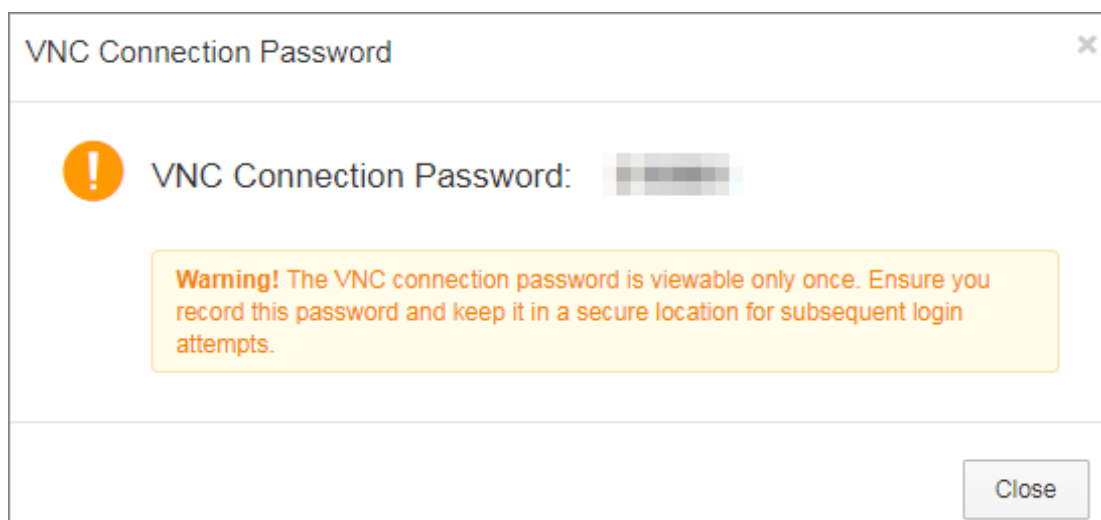 VNC Connection Password
VNC Connection Password:
Warning! The VNC connection password is viewable only once. Ensure you
record this password and keep it in a secure location for subsequent login
attempts.
Close